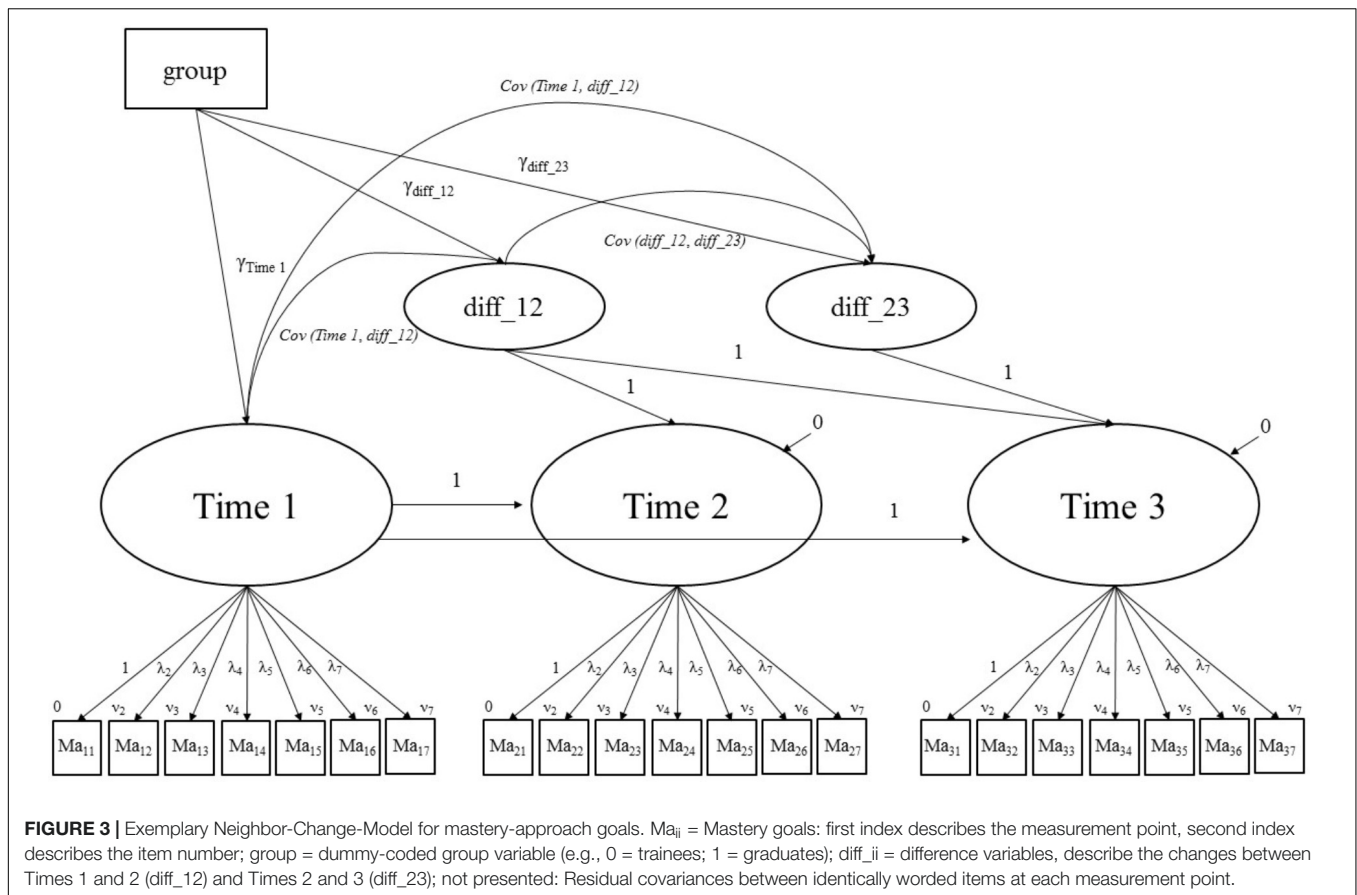 group
Cov (Time 1, diff_12)
γdiff_23
γdiff_12
Cov (diff_12, diff_23)
γTime 1
diff_12
diff_23
Cov (Time 1, diff_12)
1
1
1
0
0
Time 1
1
Time 2
1
Time 3
1 λ2 λ3 λ4 λ5 λ6 λ7
1 λ2 λ3 λ4 λ5 λ6 λ7
1 λ2 λ3 λ4 λ5 λ6 λ7
0 ν2 ν3 ν4 ν5 ν6 ν7
0 ν2 ν3 ν4 ν5 ν6 ν7
0 ν2 ν3 ν4 ν5 ν6 ν7
Ma11 Ma12 Ma13 Ma14 Ma15 Ma16 Ma17
Ma21 Ma22 Ma23 Ma24 Ma25 Ma26 Ma27
Ma31 Ma32 Ma33 Ma34 Ma35 Ma36 Ma37
FIGURE 3 | Exemplary Neighbor-Change-Model for mastery-approach goals. Maii = Mastery goals: first index describes the measurement point, second index
describes the item number; group = dummy-coded group variable (e.g., 0 = trainees; 1 = graduates); diff_ii = difference variables, describe the changes between
Times 1 and 2 (diff_12) and Times 2 and 3 (diff_23); not presented: Residual covariances between identically worded items at each measurement point.